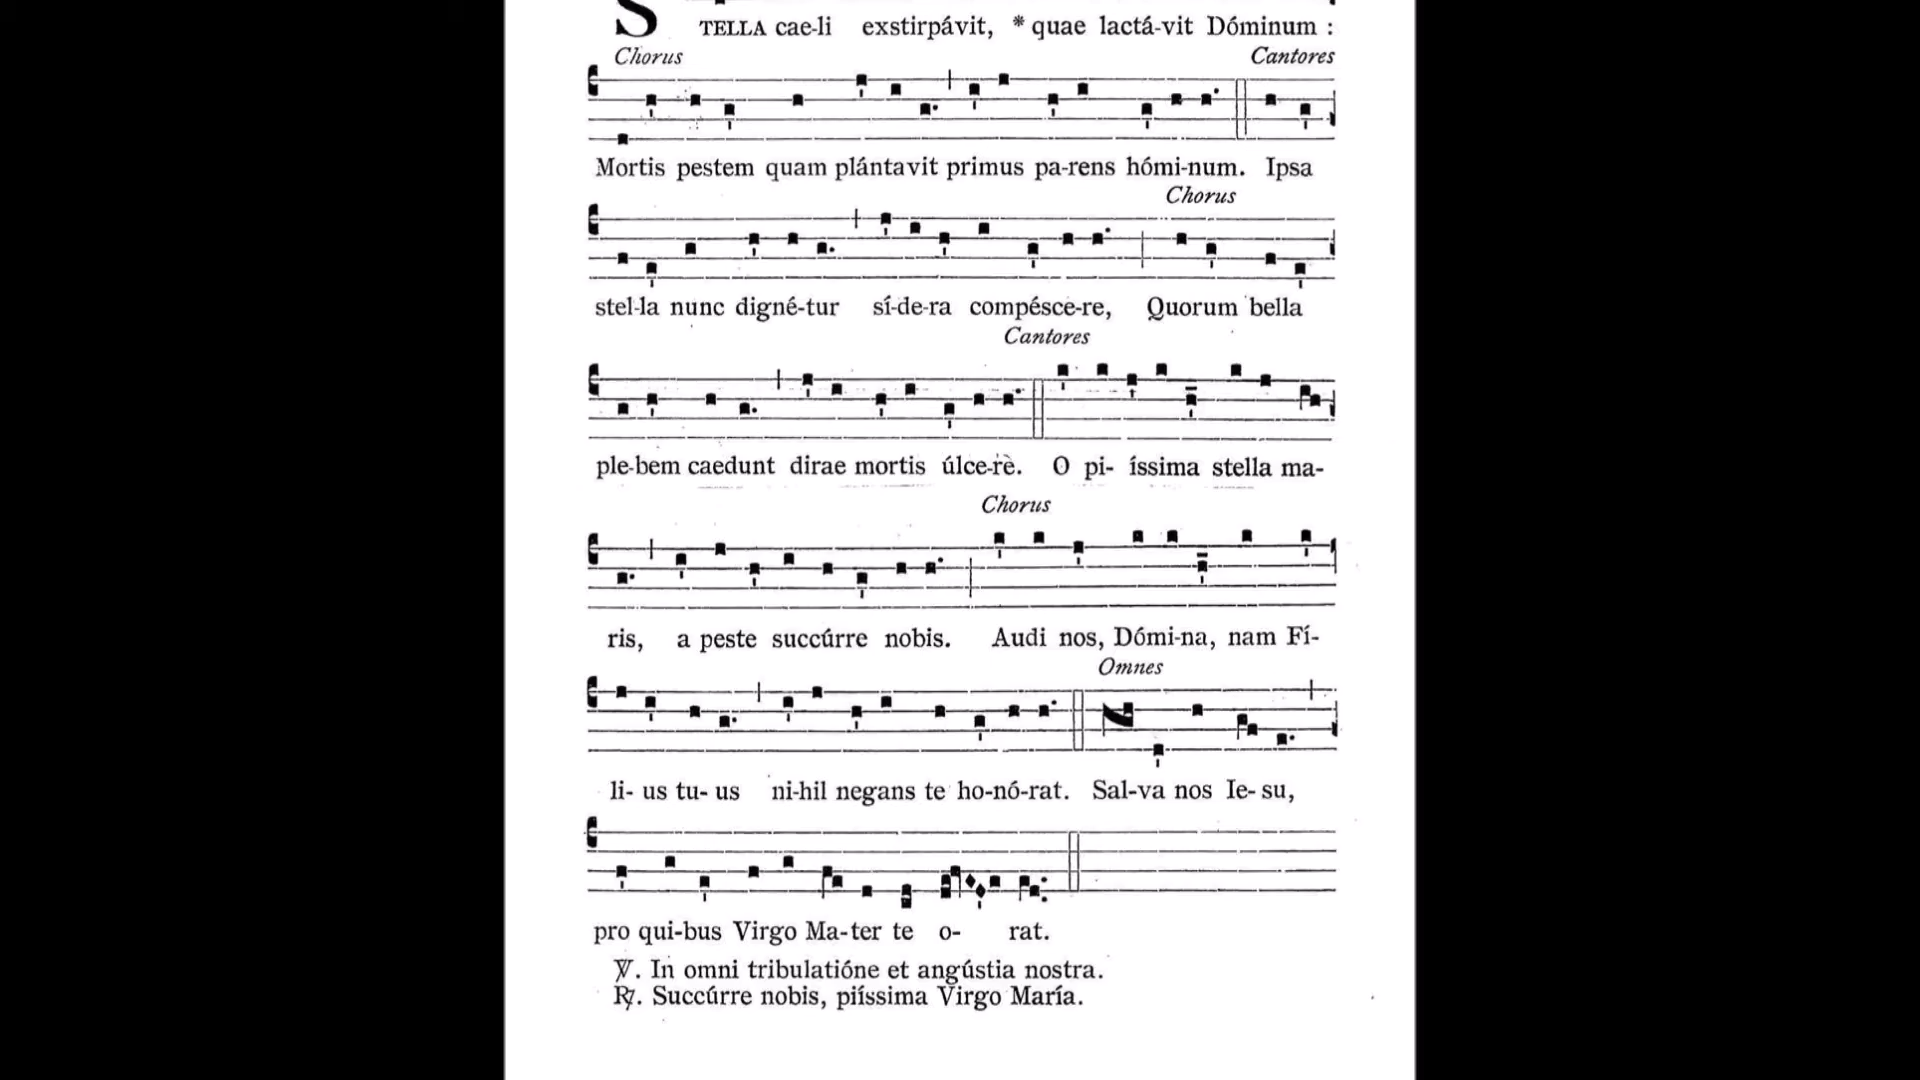 STELLA cae-li exstirpávit, * quae lactá-vit Dóminum :
Chorus Cantores
Mortis pestem quam plántavit primus pa-rens hómi-num. Ipsa
Chorus
stel-la nunc digné-tur sí-de-ra compésce-re, Quorum bella
Cantores
ple-bem caedunt dirae mortis úlce-re. O pi- íssima stella ma-
Chorus
ris, a peste succúrre nobis. Audi nos, Dómi-na, nam Fí-
Omnes
li- us tu- us ni-hil negans te ho-nó-rat. Sal-va nos Ie- su,
pro qui-bus Virgo Ma-ter te o- rat.
℣. In omni tribulatióne et angústia nostra.
℟. Succúrre nobis, piíssima Virgo María.